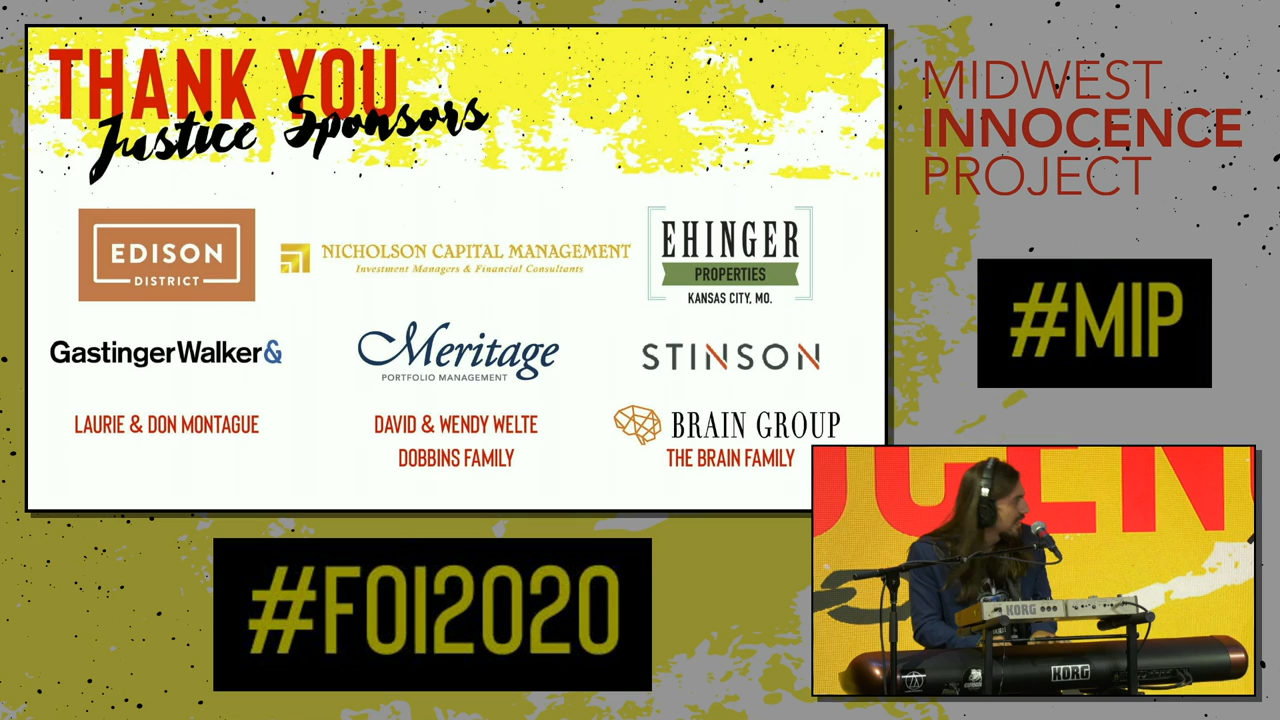 THANK YOU
Justice Sponsors
EDISON
DISTRICT
NICHOLSON CAPITAL MANAGEMENT
Investment Managers & Financial Consultants
EHINGER
PROPERTIES
KANSAS CITY, MO.
GastingerWalker&
Meritage
PORTFOLIO MANAGEMENT
STINSON
LAURIE & DON MONTAGUE
DAVID & WENDY WELTE
DOBBINS FAMILY
BRAIN GROUP
THE BRAIN FAMILY
MIDWEST
INNOCENCE
PROJECT
#MIP
#FOI2020
OCEN
KORG
KORG